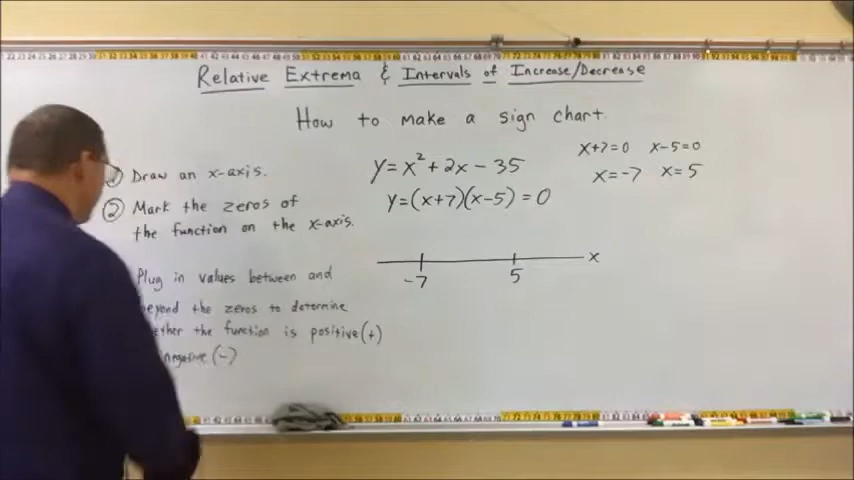 Relative Extrema & Intervals of Increase/Decrease
How to make a sign chart.
① Draw an x-axis.
② Mark the zeros of
the function on the x-axis.
Plug in values between and
beyond the zeros to determine
the function is positive (+)
negative (-)
y=x²+2x-35
y=(x+7)(x-5)=0
x+7=0 x-5=0
x=-7 x=5
x
-7 5